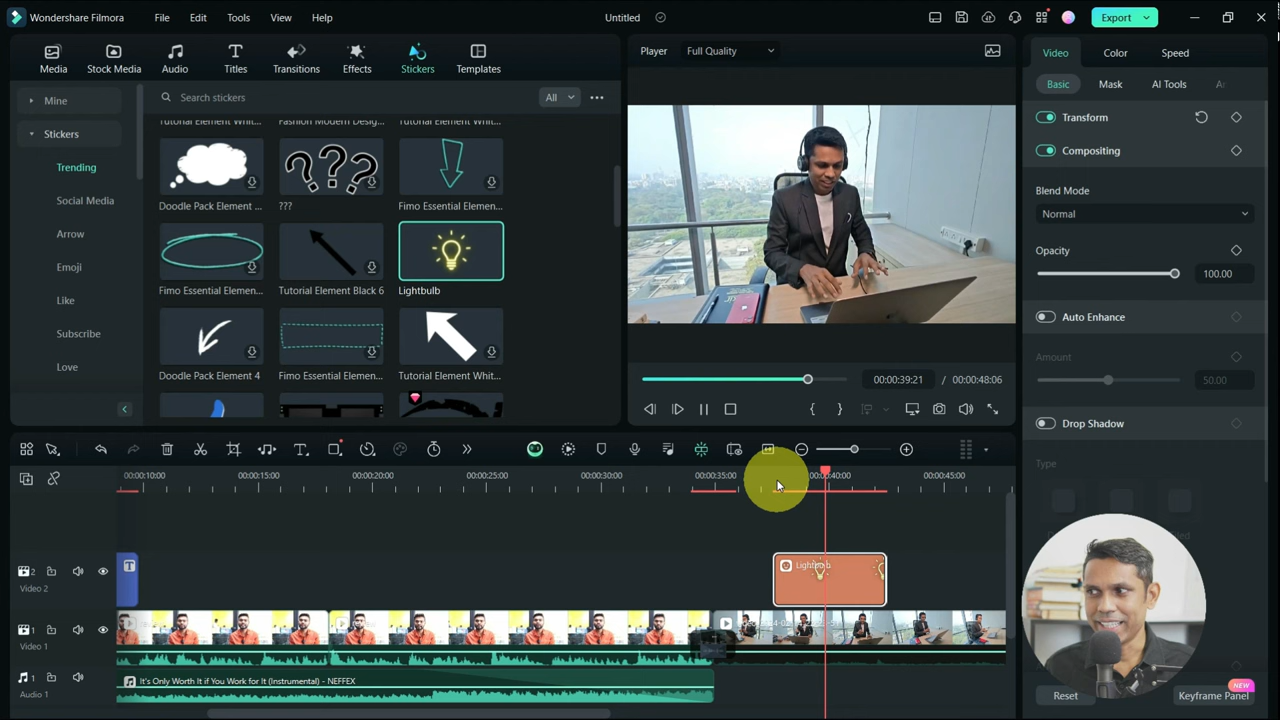 Wondershare Filmora
File
Edit
Tools
View
Help
Untitled
Export
Media
Stock Media
Audio
Titles
Transitions
Effects
Stickers
Templates
Mine
Stickers
Trending
Social Media
Arrow
Emoji
Like
Subscribe
Love
Search stickers
All
Tutorial Element Whit...
Fashion Modern Desig...
Tutorial Element Whit...
Doodle Pack Element ...
???
Fimo Essential Elemen...
Fimo Essential Elemen...
Tutorial Element Black 6
Lightbulb
Doodle Pack Element 4
Fimo Essential Elemen...
Tutorial Element Whit...
Player
Full Quality
00:00:39:21 / 00:00:48:06
Video
Color
Speed
Basic
Mask
AI Tools
Transform
Compositing
Blend Mode
Normal
Opacity
100.00
Auto Enhance
Amount
50.00
Drop Shadow
Type
Reset
Keyframe Panel
NEW
00:00:10:00
00:00:15:00
00:00:20:00
00:00:25:00
00:00:30:00
00:00:35:00
00:00:40:00
00:00:45:00
2
Video 2
T
Lightbulb
1
Video 1
1
Audio 1
It's Only Worth It if You Work for It (Instrumental) - NEFFEX